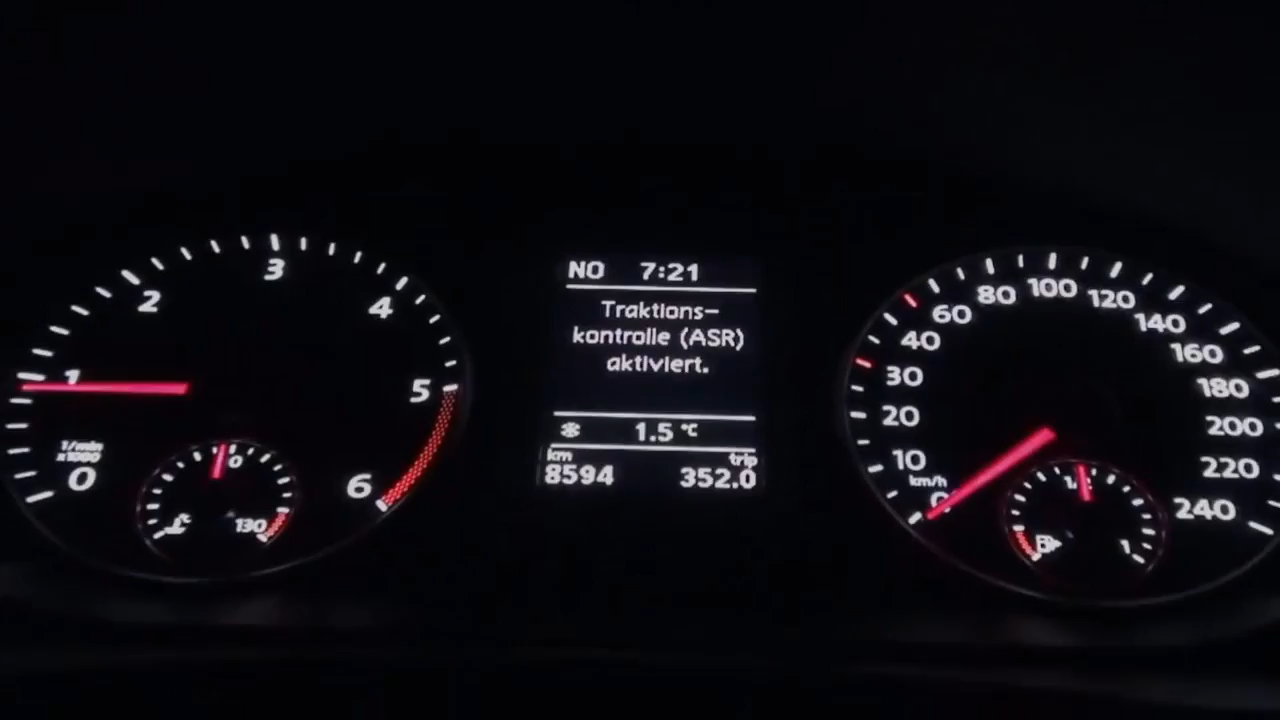 NO 7:21
Traktions-
kontrolle (ASR)
aktiviert.
1.5 °C
km trip
8594 352.0
0 1 2 3 4 5 6
1/min
x1000
130
0 10 20 30 40 60 80 100 120 140 160 180 200 220 240
km/h
1